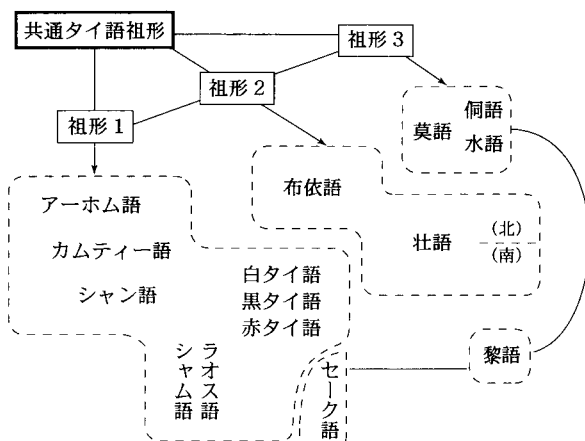 共通タイ語祖形
祖形3
祖形2
祖形1
莫語
侗語
水語
布依語
壮語
(北)
(南)
アーホム語
カムティー語
シャン語
白タイ語
黒タイ語
赤タイ語
ラオス語
シャム語
セーク語
黎語